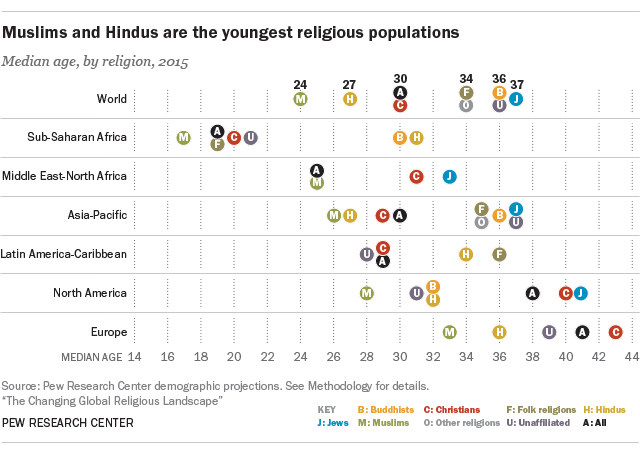 Muslims and Hindus are the youngest religious populations
Median age, by religion, 2015
24 27 30 34 36 37
World M H A C F O B U J
Sub-Saharan Africa M A F C U B H
Middle East-North Africa A M C J
Asia-Pacific M H C A F O B J U
Latin America-Caribbean U C A H F
North America M U B H A C J
Europe M H U A C
MEDIAN AGE 14 16 18 20 22 24 26 28 30 32 34 36 38 40 42 44
Source: Pew Research Center demographic projections. See Methodology for details.
“The Changing Global Religious Landscape”
KEY B: Buddhists C: Christians F: Folk religions H: Hindus
PEW RESEARCH CENTER J: Jews M: Muslims O: Other religions U: Unaffiliated A: All